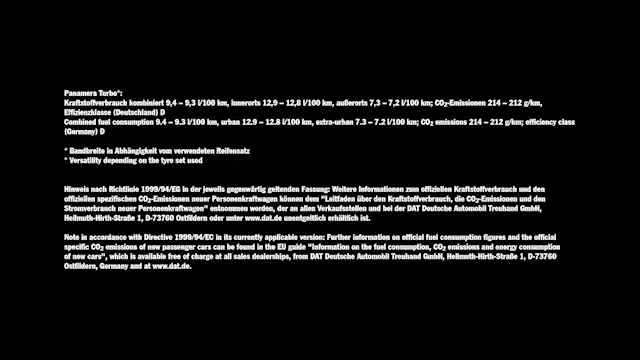 Panamera Turbo*:
Kraftstoffverbrauch kombiniert 9,4 – 9,3 l/100 km, innerorts 12,9 – 12,8 l/100 km, außerorts 7,3 – 7,2 l/100 km; CO₂-Emissionen 214 – 212 g/km,
Effizienzklasse (Deutschland) D
Combined fuel consumption 9.4 – 9.3 l/100 km, urban 12.9 – 12.8 l/100 km, extra-urban 7.3 – 7.2 l/100 km; CO₂ emissions 214 – 212 g/km; efficiency class
(Germany) D
* Bandbreite in Abhängigkeit vom verwendeten Reifensatz
* Versatility depending on the tyre set used
Hinweis nach Richtlinie 1999/94/EG in der jeweils gegenwärtig geltenden Fassung: Weitere Informationen zum offiziellen Kraftstoffverbrauch und den
offiziellen spezifischen CO₂-Emissionen neuer Personenkraftwagen können dem "Leitfaden über den Kraftstoffverbrauch, die CO₂-Emissionen und den
Stromverbrauch neuer Personenkraftwagen" entnommen werden, der an allen Verkaufsstellen und bei der DAT Deutsche Automobil Treuhand GmbH,
Hellmuth-Hirth-Straße 1, D-73760 Ostfildern oder unter www.dat.de unentgeltlich erhältlich ist.
Note in accordance with Directive 1999/94/EC in its currently applicable version: Further information on official fuel consumption figures and the official
specific CO₂ emissions of new passenger cars can be found in the EU guide "Information on the fuel consumption, CO₂ emissions and energy consumption
of new cars", which is available free of charge at all sales dealerships, from DAT Deutsche Automobil Treuhand GmbH, Hellmuth-Hirth-Straße 1, D-73760
Ostfildern, Germany and at www.dat.de.